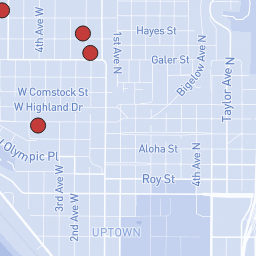 4th Ave W
1st Ave N
Hayes St
Galer St
Bigelow Ave N
Taylor Ave N
W Comstock St
W Highland Dr
Olympic Pl
Aloha St
4th Ave N
Roy St
3rd Ave W
2nd Ave W
UPTOWN